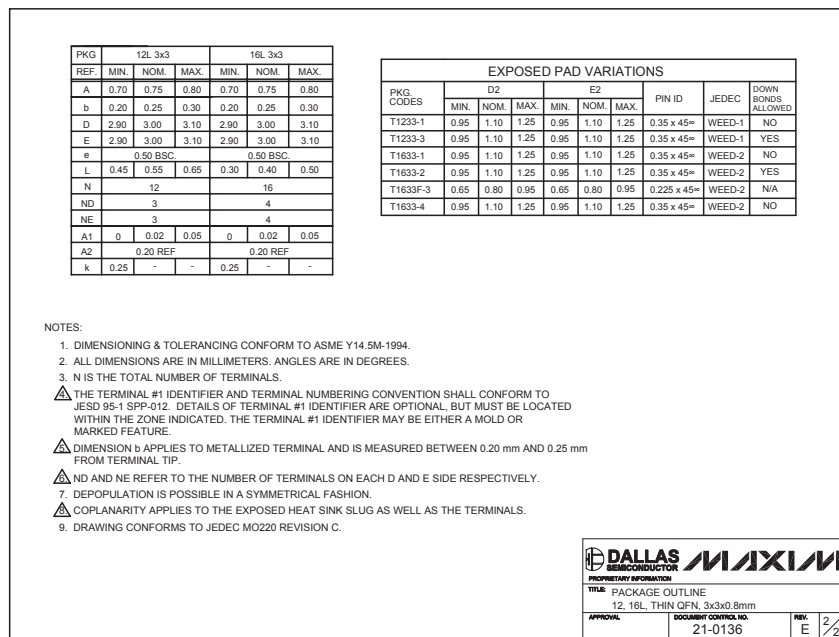 PKG 12L 3x3 16L 3x3
REF. MIN. NOM. MAX. MIN. NOM. MAX.
A 0.70 0.75 0.80 0.70 0.75 0.80
b 0.20 0.25 0.30 0.20 0.25 0.30
D 2.90 3.00 3.10 2.90 3.00 3.10
E 2.90 3.00 3.10 2.90 3.00 3.10
e 0.50 BSC. 0.50 BSC.
L 0.45 0.55 0.65 0.30 0.40 0.50
N 12 16
ND 3 4
NE 3 4
A1 0 0.02 0.05 0 0.02 0.05
A2 0.20 REF 0.20 REF
k 0.25 - - 0.25 - -
EXPOSED PAD VARIATIONS
PKG. CODES D2 E2 PIN ID JEDEC DOWN BONDS ALLOWED
MIN. NOM. MAX. MIN. NOM. MAX.
T1233-1 0.95 1.10 1.25 0.95 1.10 1.25 0.35 x 45∞ WEED-1 NO
T1233-3 0.95 1.10 1.25 0.95 1.10 1.25 0.35 x 45∞ WEED-1 YES
T1633-1 0.95 1.10 1.25 0.95 1.10 1.25 0.35 x 45∞ WEED-2 NO
T1633-2 0.95 1.10 1.25 0.95 1.10 1.25 0.35 x 45∞ WEED-2 YES
T1633F-3 0.65 0.80 0.95 0.65 0.80 0.95 0.225 x 45∞ WEED-2 N/A
T1633-4 0.95 1.10 1.25 0.95 1.10 1.25 0.35 x 45∞ WEED-2 NO
NOTES:
1. DIMENSIONING & TOLERANCING CONFORM TO ASME Y14.5M-1994.
2. ALL DIMENSIONS ARE IN MILLIMETERS. ANGLES ARE IN DEGREES.
3. N IS THE TOTAL NUMBER OF TERMINALS.
4. THE TERMINAL #1 IDENTIFIER AND TERMINAL NUMBERING CONVENTION SHALL CONFORM TO
JESD 95-1 SPP-012. DETAILS OF TERMINAL #1 IDENTIFIER ARE OPTIONAL, BUT MUST BE LOCATED
WITHIN THE ZONE INDICATED. THE TERMINAL #1 IDENTIFIER MAY BE EITHER A MOLD OR
MARKED FEATURE.
5. DIMENSION b APPLIES TO METALLIZED TERMINAL AND IS MEASURED BETWEEN 0.20 mm AND 0.25 mm
FROM TERMINAL TIP.
6. ND AND NE REFER TO THE NUMBER OF TERMINALS ON EACH D AND E SIDE RESPECTIVELY.
7. DEPOPULATION IS POSSIBLE IN A SYMMETRICAL FASHION.
8. COPLANARITY APPLIES TO THE EXPOSED HEAT SINK SLUG AS WELL AS THE TERMINALS.
9. DRAWING CONFORMS TO JEDEC MO220 REVISION C.
DALLAS SEMICONDUCTOR MAXIM
PROPRIETARY INFORMATION
TITLE: PACKAGE OUTLINE
12, 16L, THIN QFN, 3x3x0.8mm
APPROVAL DOCUMENT CONTROL NO. REV.
21-0136 E 2/2